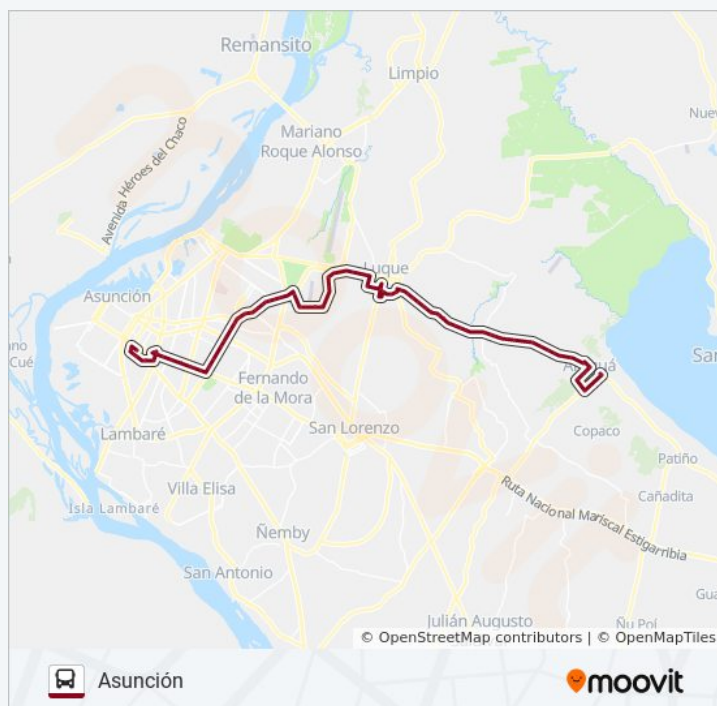 Remansito
Limpio
Nuev
Mariano
Roque Alonso
Avenida Héroes del Chaco
Luque
Asunción
ano
Cué
San
Fernando
de la Mora
Copaco
San Lorenzo
Lambaré
Patiño
Villa Elisa
Cañadita
Isla Lambaré
Ruta Nacional Mariscal Estigarribia
Ñemby
San Antonio
Gua
Julián Augusto
Ñu Poí
© OpenStreetMap contributors | © OpenMapTiles
Asunción
moovit